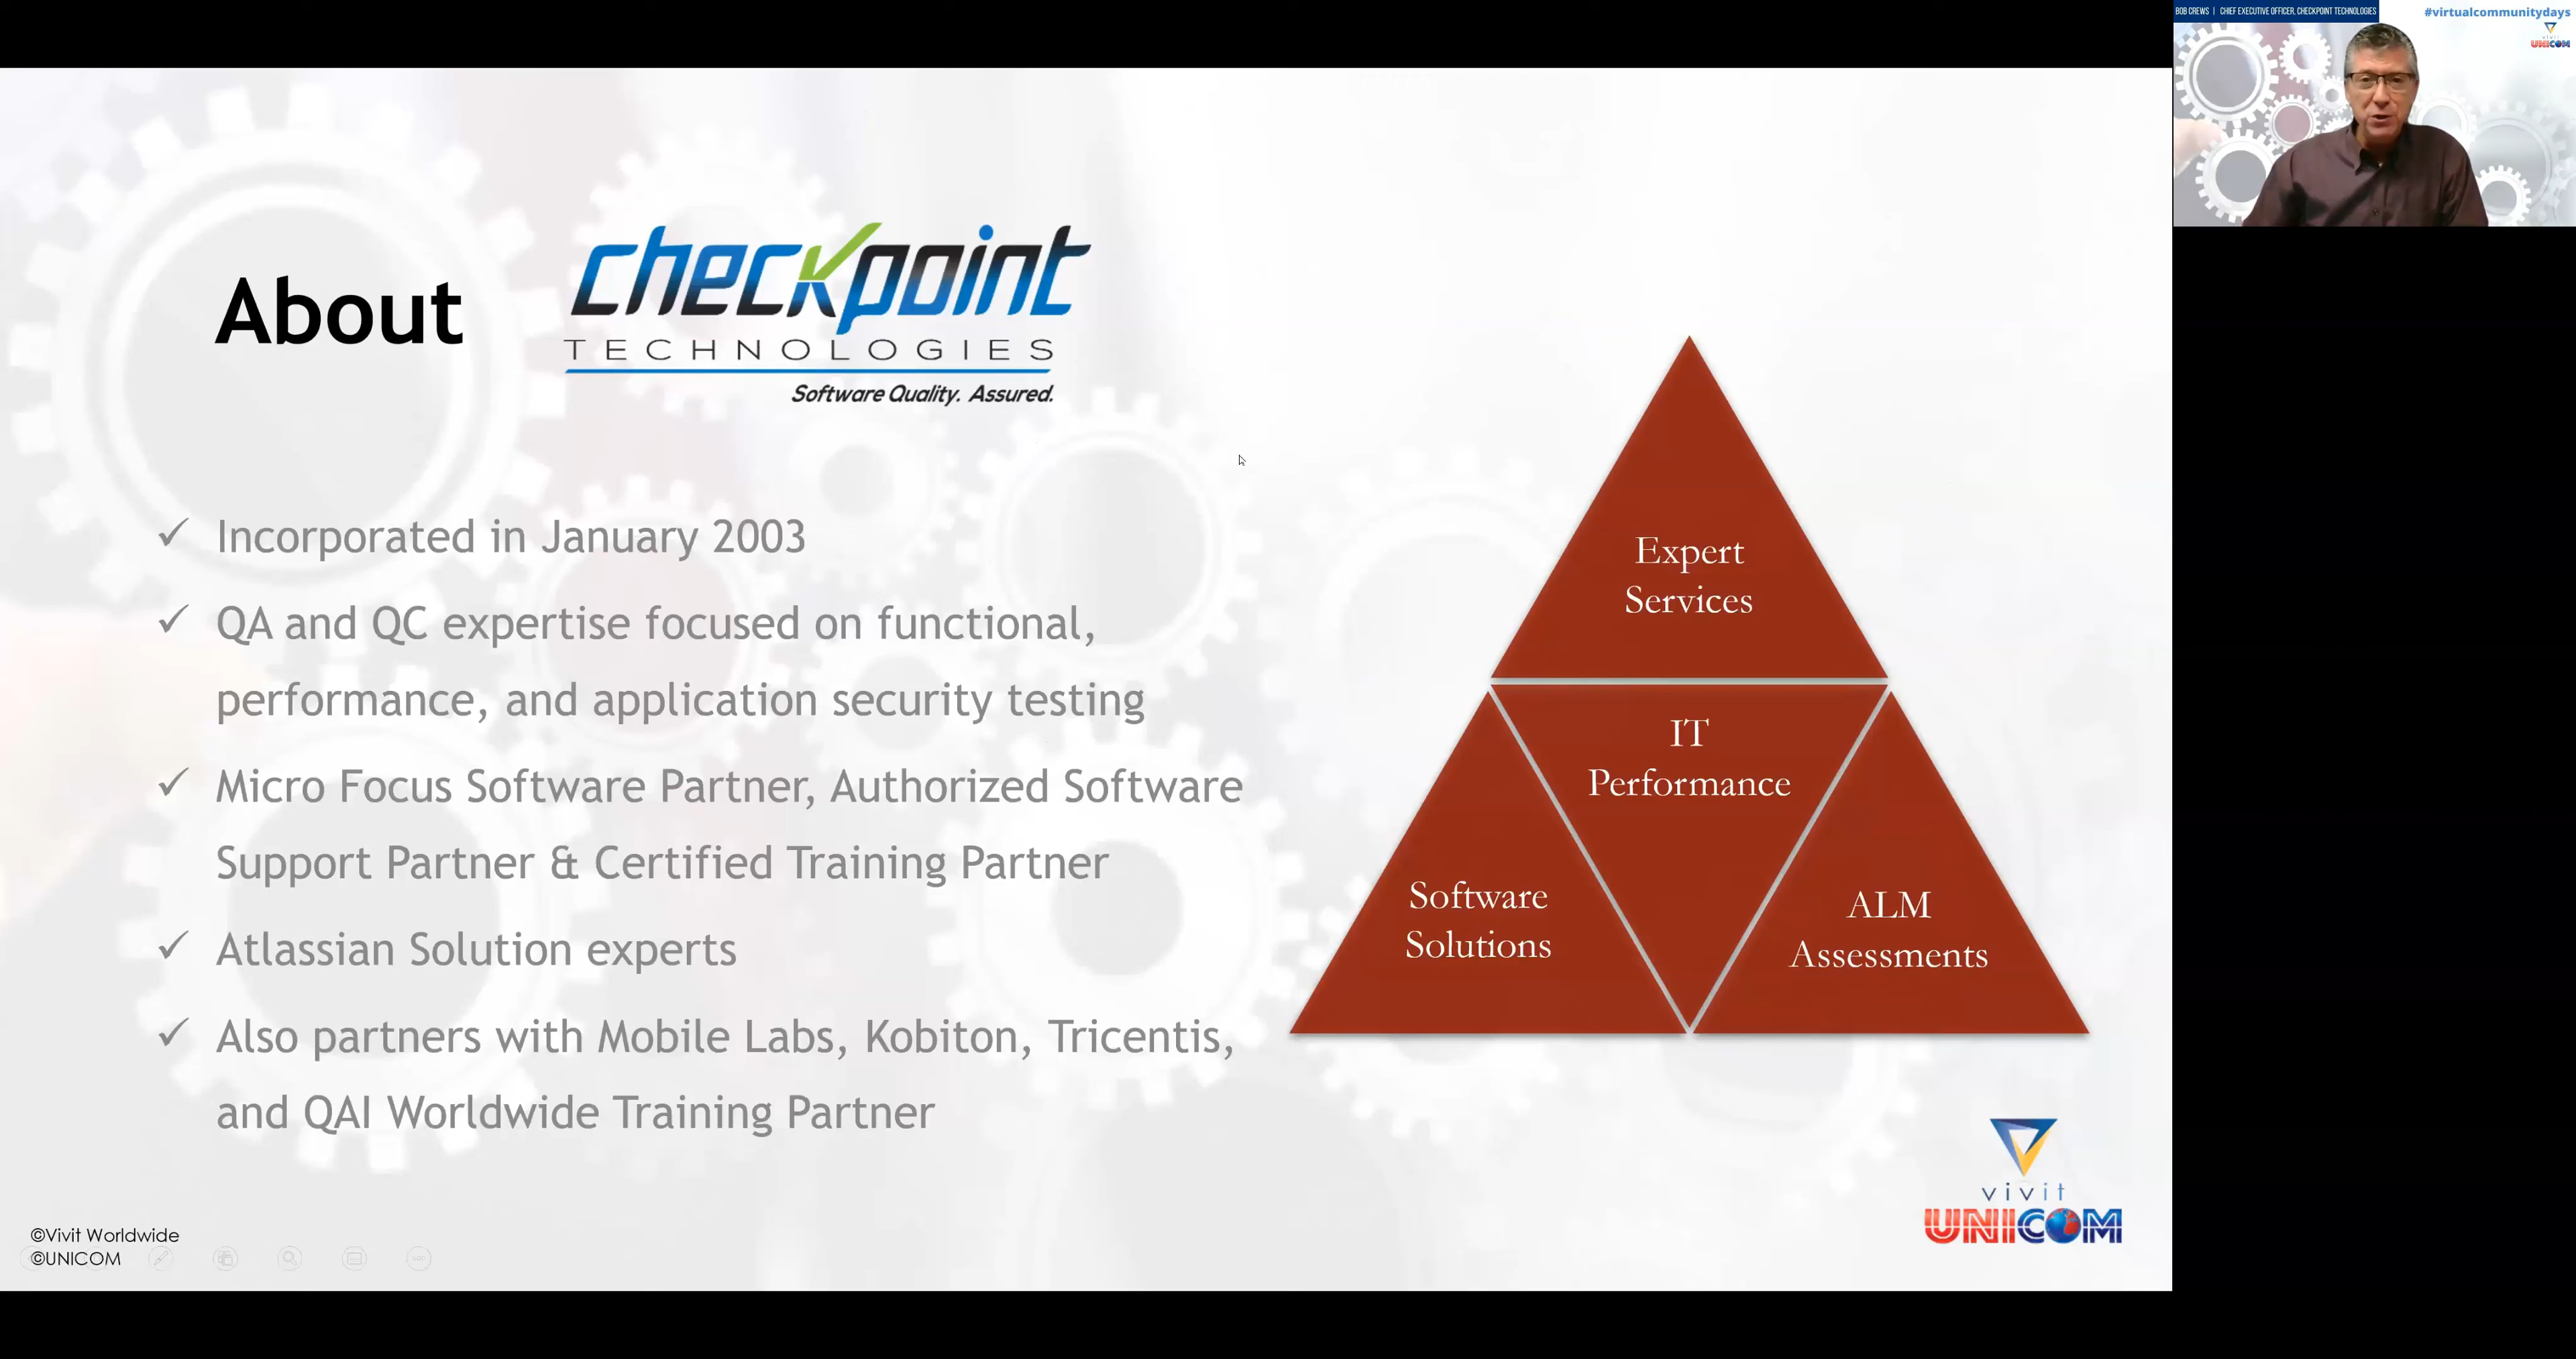 BOB CREWS | CHIEF EXECUTIVE OFFICER, CHECKPOINT TECHNOLOGIES
#virtualcommunitydays
vivit
UNICOM
About
checkpoint
TECHNOLOGIES
Software Quality. Assured.
Incorporated in January 2003
QA and QC expertise focused on functional,
performance, and application security testing
Micro Focus Software Partner, Authorized Software
Support Partner & Certified Training Partner
Atlassian Solution experts
Also partners with Mobile Labs, Kobiton, Tricentis,
and QAI Worldwide Training Partner
Expert
Services
IT
Performance
Software
Solutions
ALM
Assessments
vivit
UNICOM
©Vivit Worldwide
©UNICOM